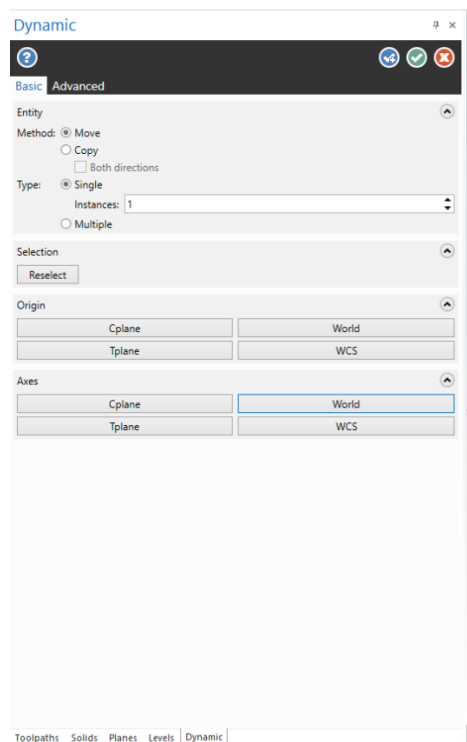 Dynamic
Basic Advanced
Entity
Method: Move
Copy
Both directions
Type: Single
Instances: 1
Multiple
Selection
Reselect
Origin
Cplane World
Tplane WCS
Axes
Cplane World
Tplane WCS
Toolpaths Solids Planes Levels Dynamic